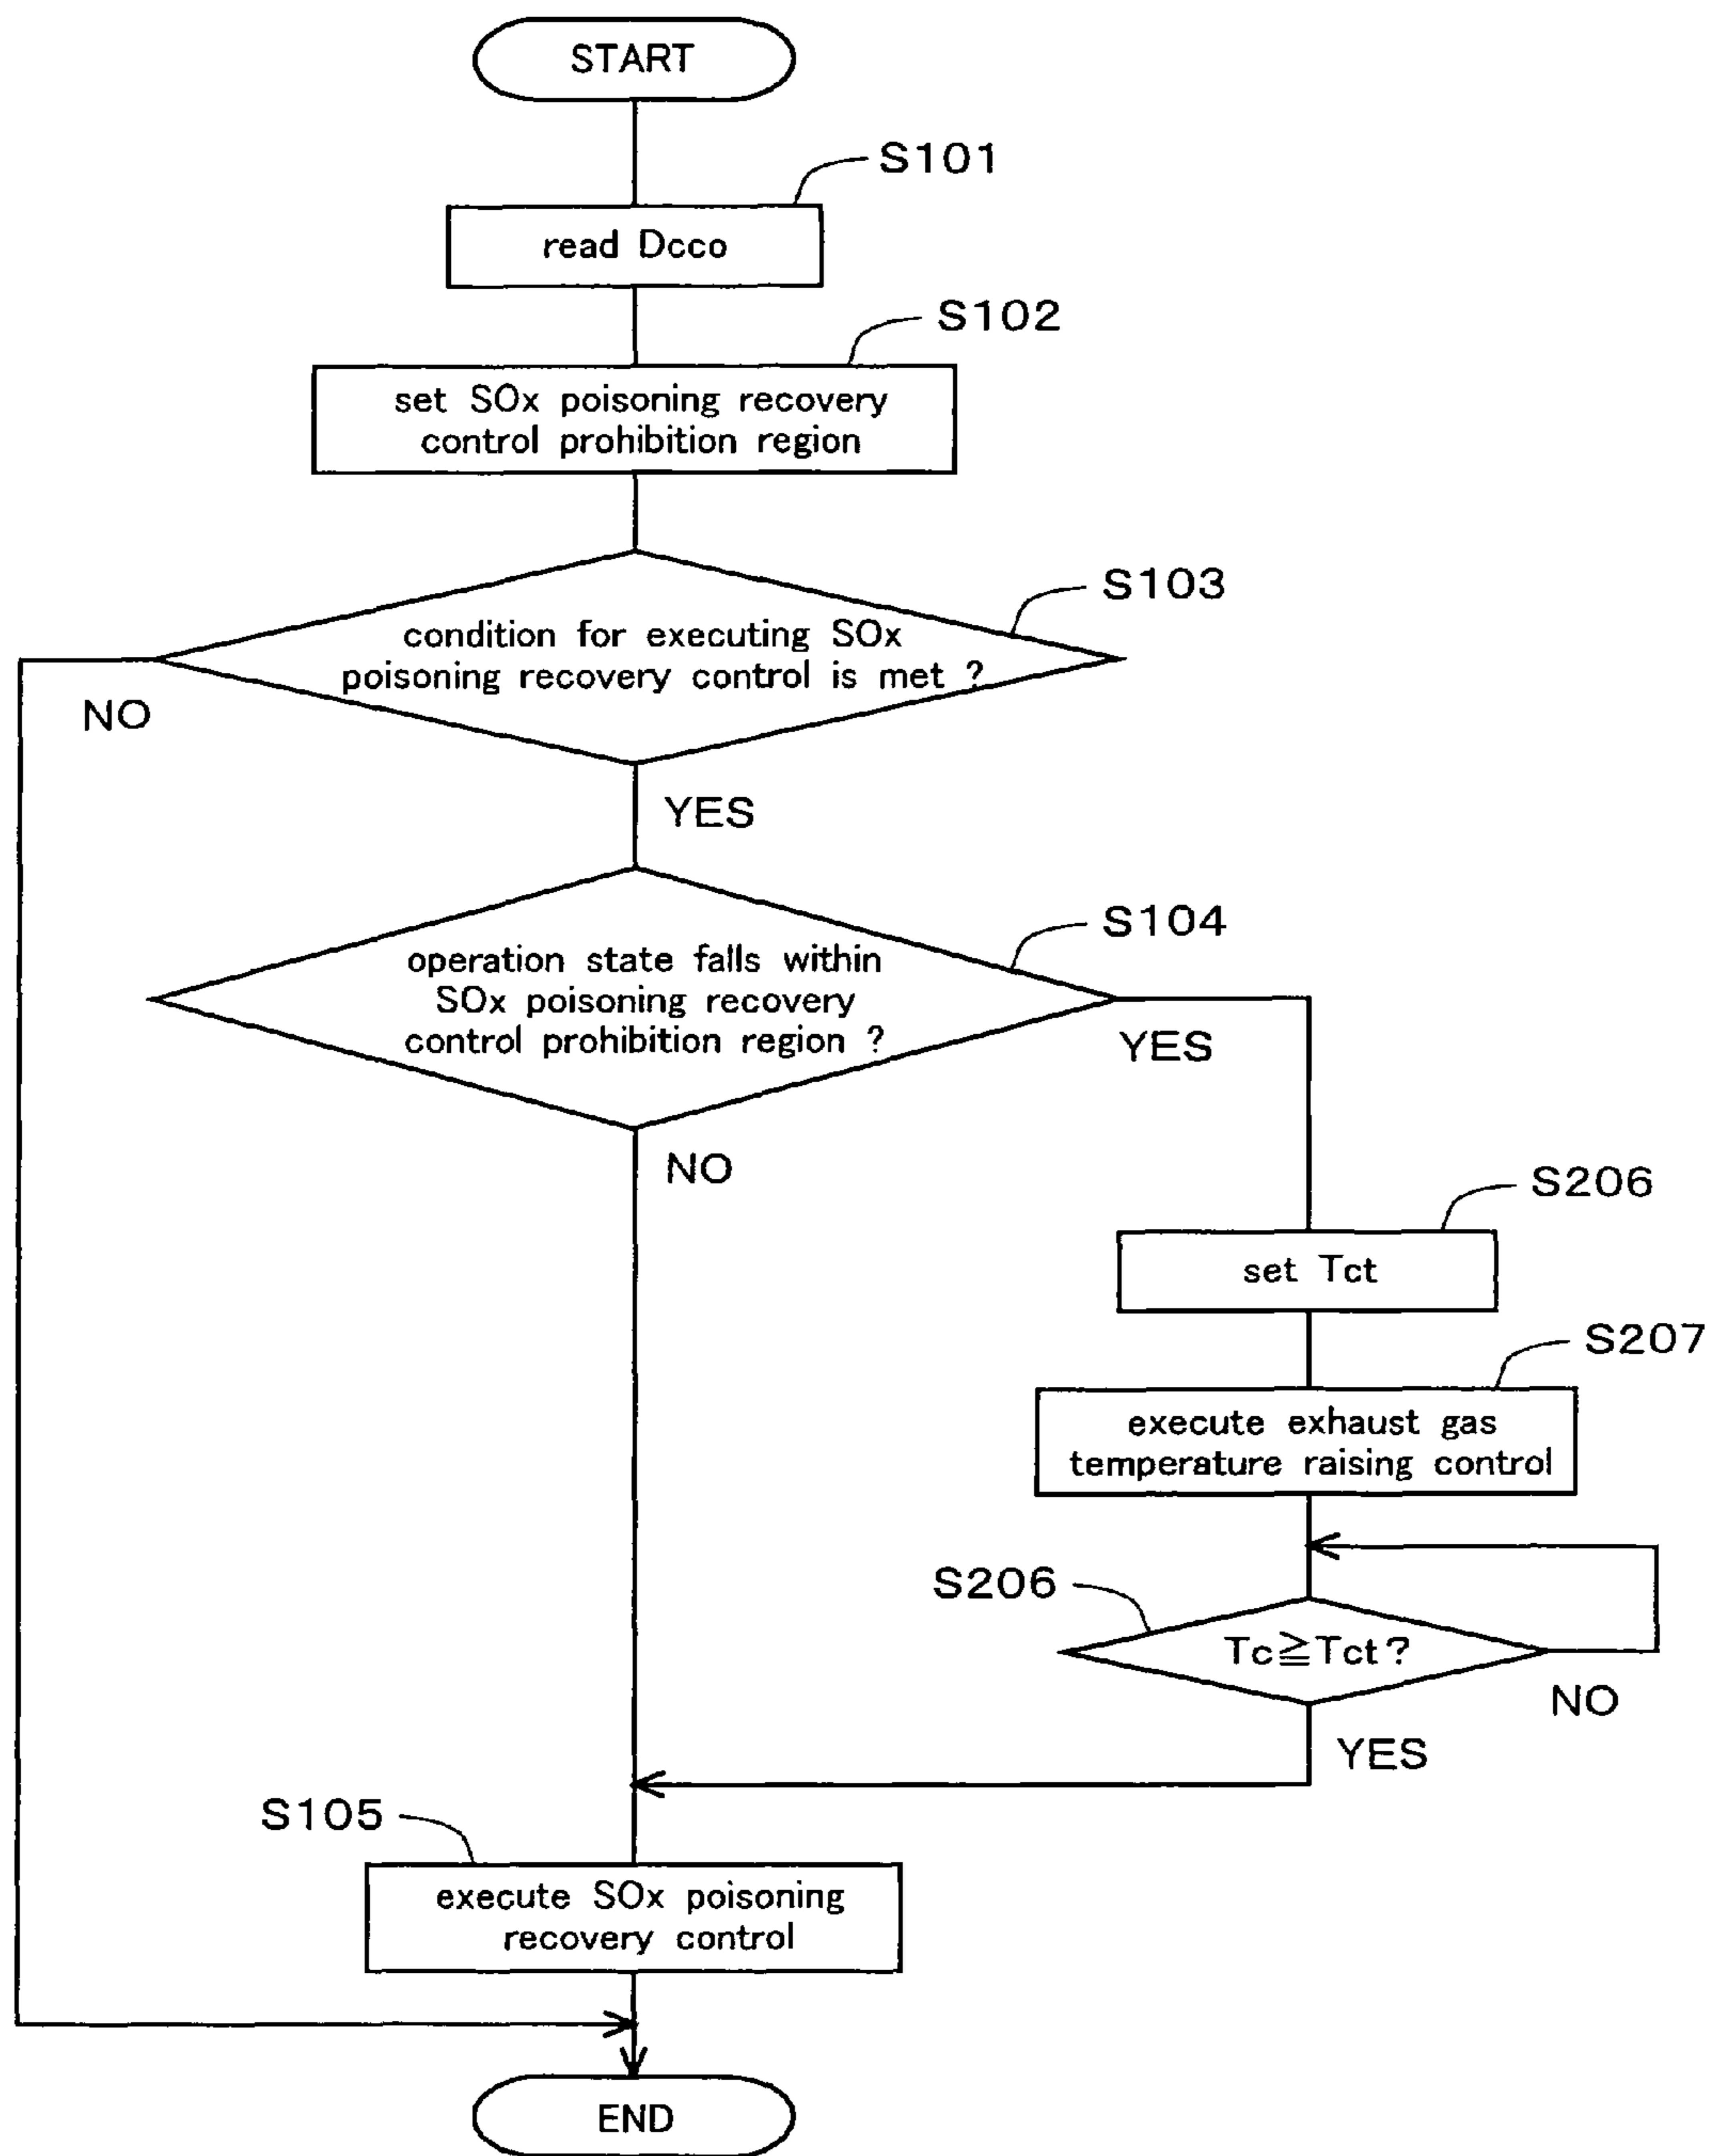 START
S101
read Dcco
S102
set SOx poisoning recovery
control prohibition region
S103
condition for executing SOx
poisoning recovery control is met ?
NO
YES
S104
operation state falls within
SOx poisoning recovery
control prohibition region ?
YES
NO
S206
set Tct
S207
execute exhaust gas
temperature raising control
S206
Tc≧Tct?
NO
YES
S105
execute SOx poisoning
recovery control
END